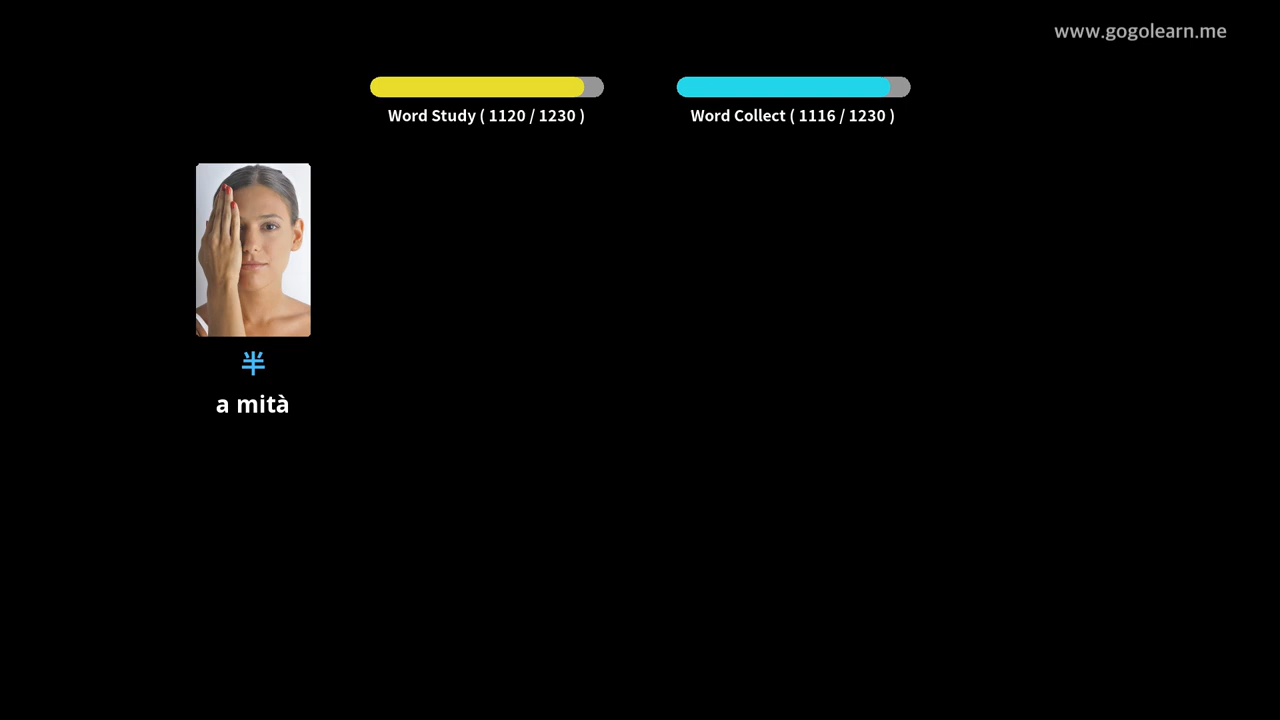 www.gogolearn.me
Word Study ( 1120 / 1230 )
Word Collect ( 1116 / 1230 )
半
a mità